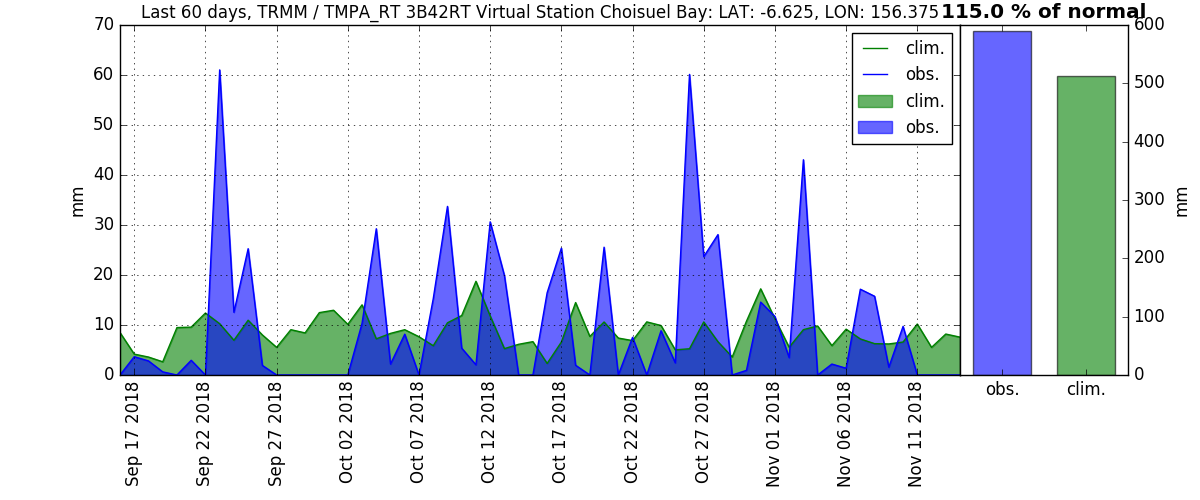 Last 60 days, TRMM / TMPA_RT 3B42RT Virtual Station Choisuel Bay: LAT: -6.625, LON: 156.375
115.0 % of normal
70
60
50
40
30
20
10
0
mm
clim.
obs.
clim.
obs.
Sep 17 2018
Sep 22 2018
Sep 27 2018
Oct 02 2018
Oct 07 2018
Oct 12 2018
Oct 17 2018
Oct 22 2018
Oct 27 2018
Nov 01 2018
Nov 06 2018
Nov 11 2018
600
500
400
300
200
100
0
mm
obs.
clim.